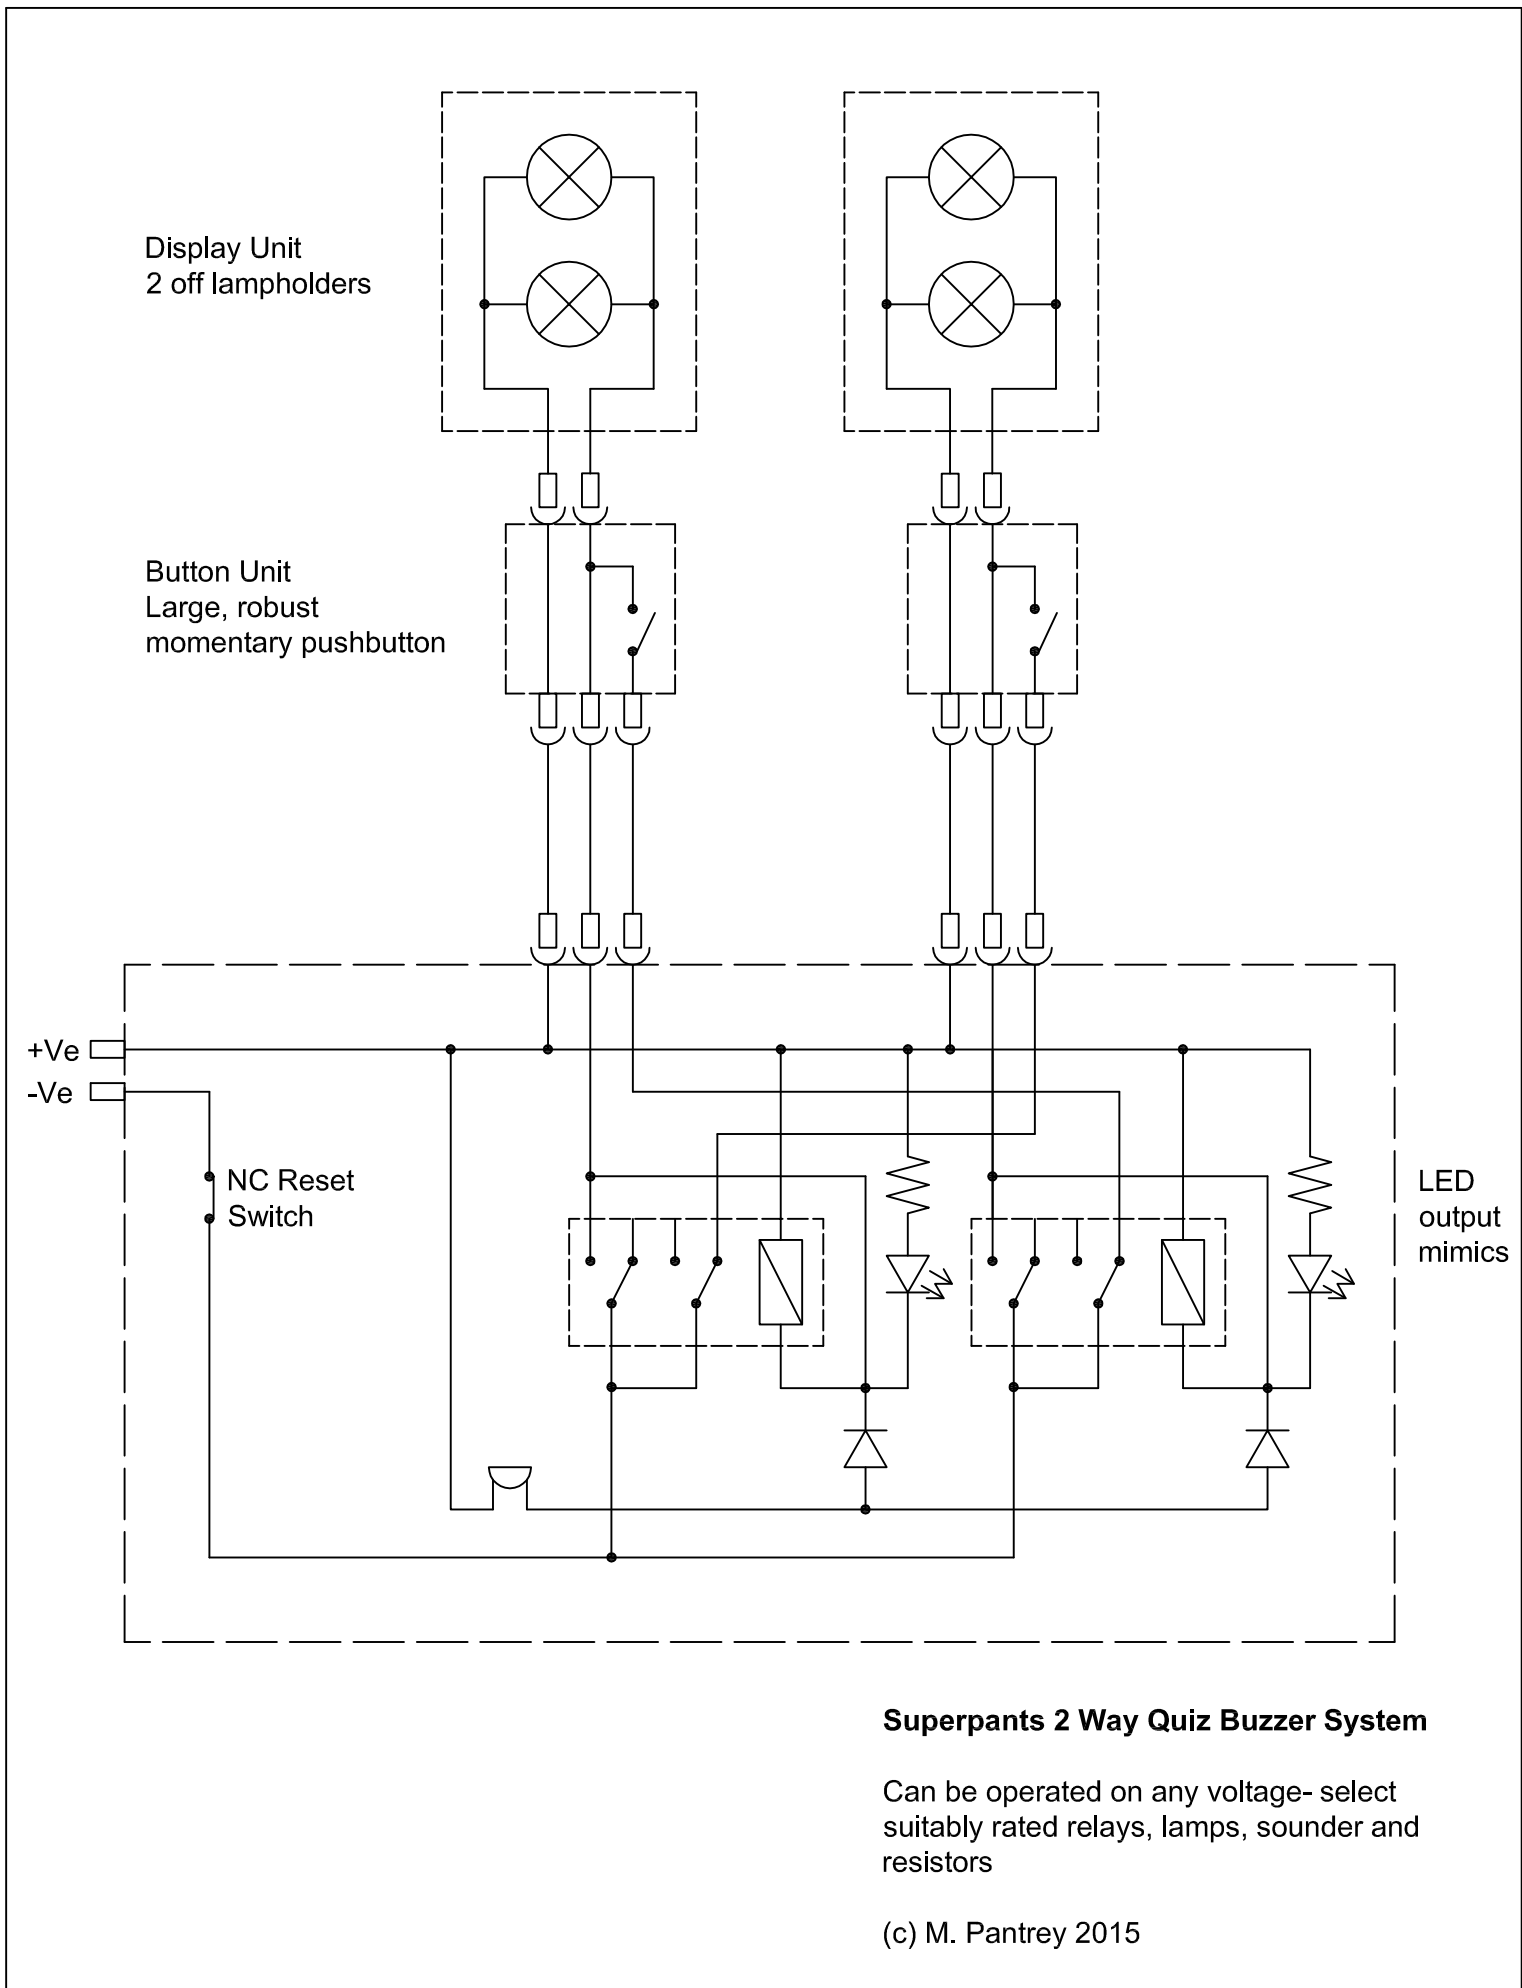 Display Unit
2 off lampholders
Button Unit
Large, robust
momentary pushbutton
+Ve
-Ve
NC Reset
Switch
LED
output
mimics
Superpants 2 Way Quiz Buzzer System
Can be operated on any voltage- select
suitably rated relays, lamps, sounder and
resistors
(c) M. Pantrey 2015